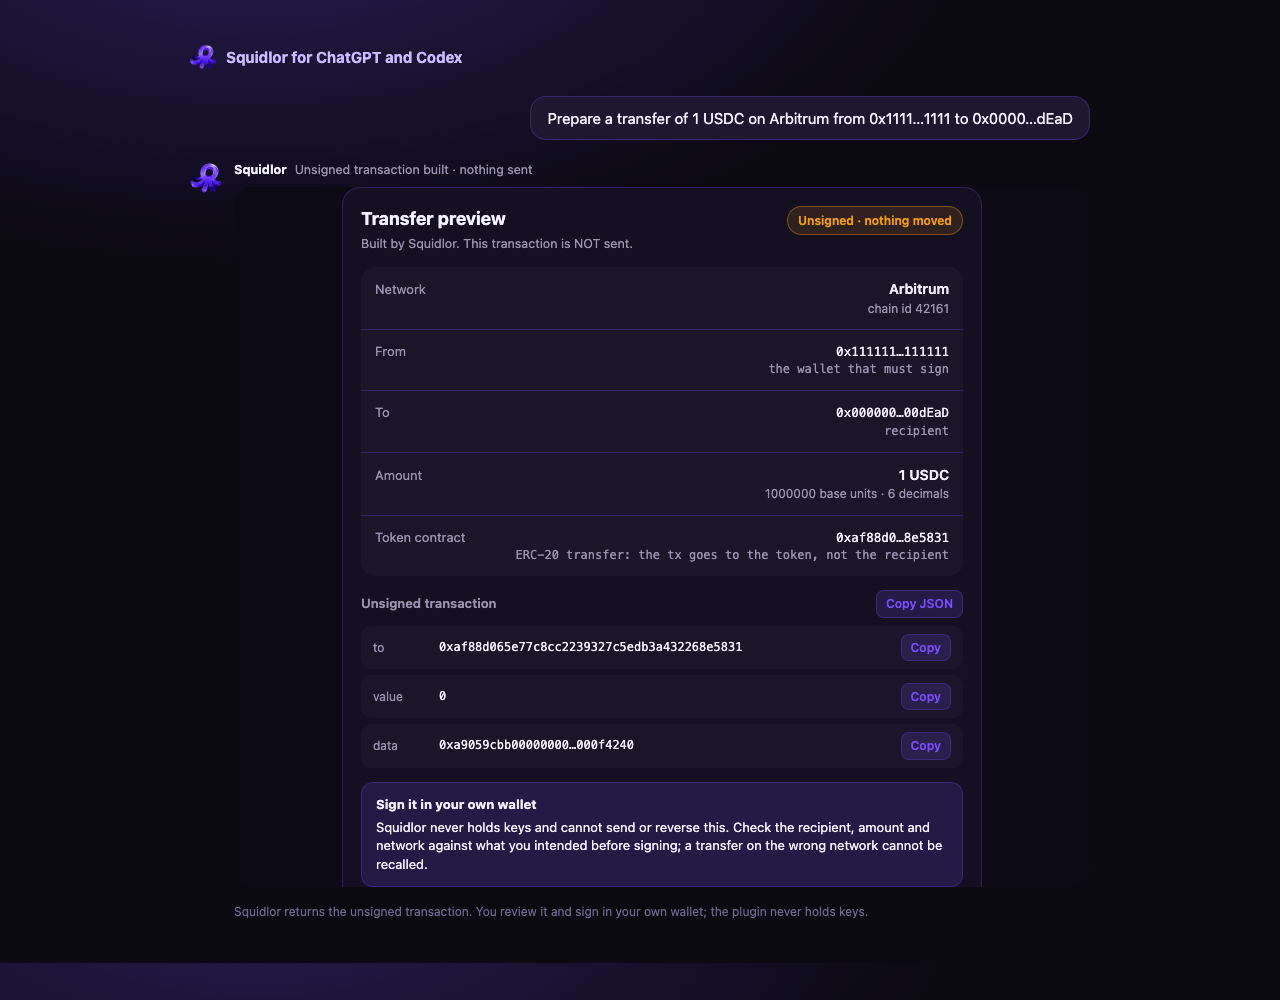 Squidlor for ChatGPT and Codex
Prepare a transfer of 1 USDC on Arbitrum from 0x1111...1111 to 0x0000...dEaD
Squidlor Unsigned transaction built · nothing sent
Transfer preview
Unsigned · nothing moved
Built by Squidlor. This transaction is NOT sent.
Network
Arbitrum
chain id 42161
From
0x111111…111111
the wallet that must sign
To
0x000000…00dEaD
recipient
Amount
1 USDC
1000000 base units · 6 decimals
Token contract
0xaf88d0…8e5831
ERC-20 transfer: the tx goes to the token, not the recipient
Unsigned transaction
Copy JSON
to 0xaf88d065e77c8cc2239327c5edb3a432268e5831 Copy
value 0 Copy
data 0xa9059cbb00000000…000f4240 Copy
Sign it in your own wallet
Squidlor never holds keys and cannot send or reverse this. Check the recipient, amount and
network against what you intended before signing; a transfer on the wrong network cannot be
recalled.
Squidlor returns the unsigned transaction. You review it and sign in your own wallet; the plugin never holds keys.